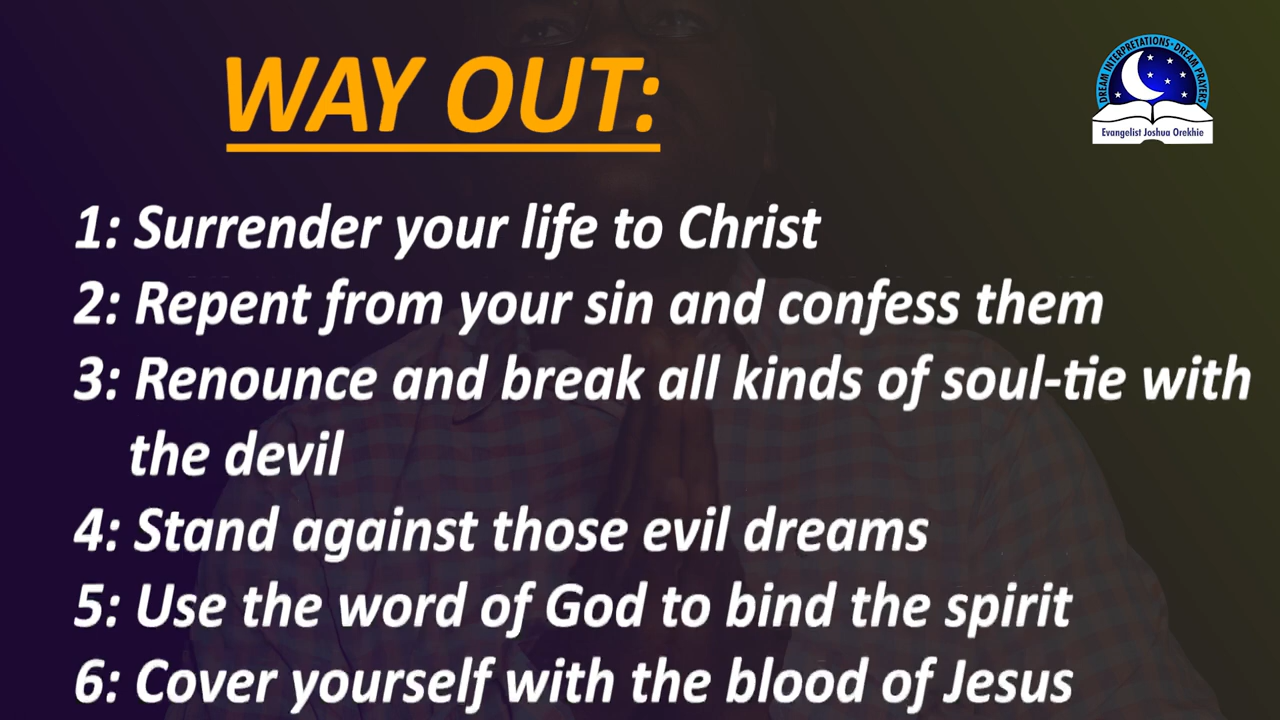 WAY OUT:
DREAM INTERPRETATIONS · DREAM PRAYERS
Evangelist Joshua Orekhie
1: Surrender your life to Christ
2: Repent from your sin and confess them
3: Renounce and break all kinds of soul-tie with
the devil
4: Stand against those evil dreams
5: Use the word of God to bind the spirit
6: Cover yourself with the blood of Jesus